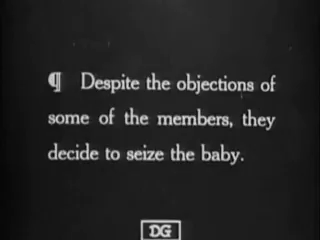 ¶ Despite the objections of
some of the members, they
decide to seize the baby.
DG